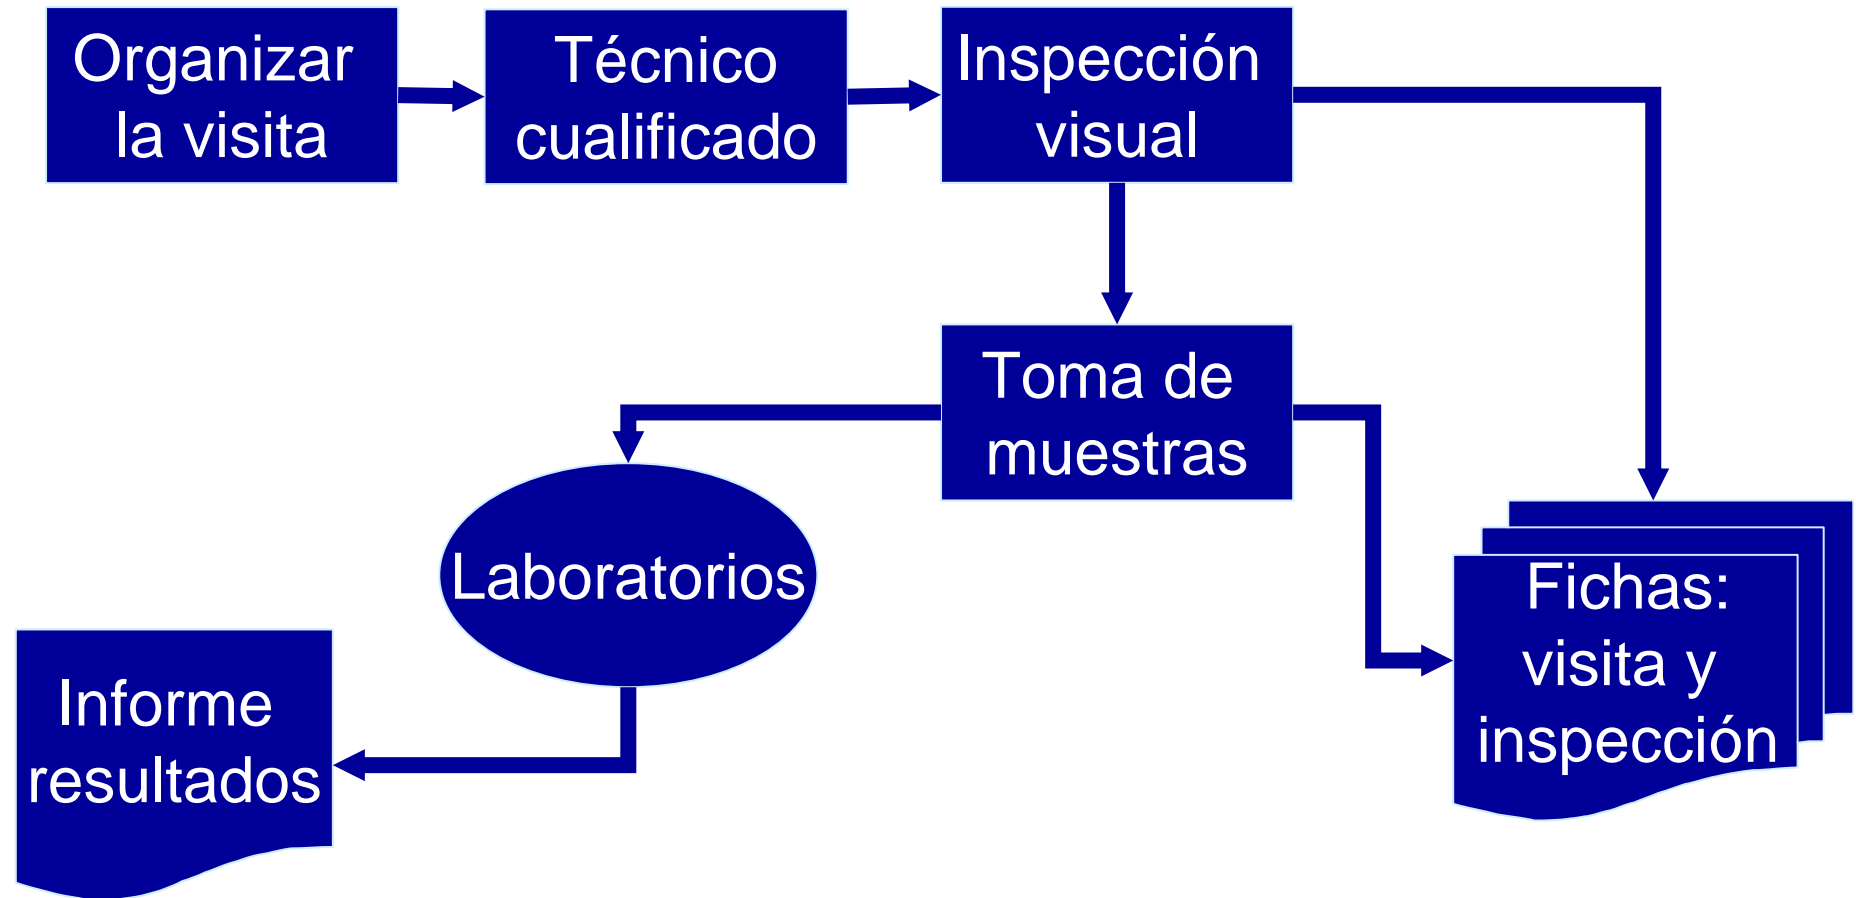 Organizar
la visita
Técnico
cualificado
Inspección
visual
Toma de
muestras
Laboratorios
Fichas:
visita y
inspección
Informe
resultados